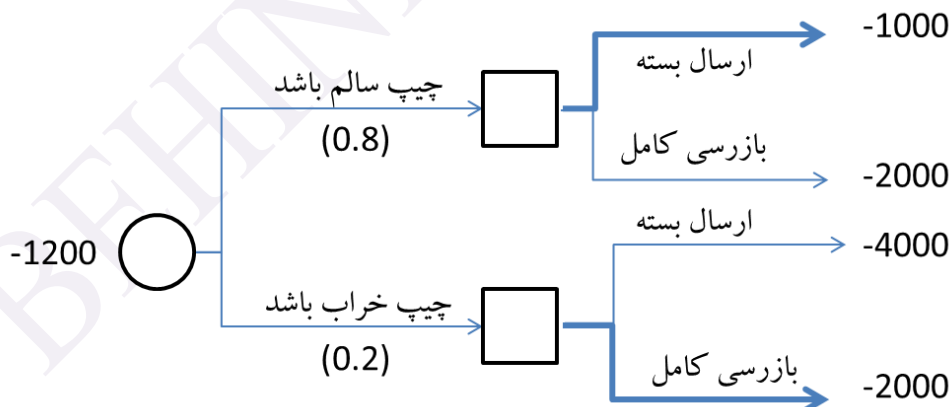 -1000
ارسال بسته
چیپ سالم باشد
(0.8)
بازرسی کامل
-2000
ارسال بسته
-4000
-1200
چیپ خراب باشد
(0.2)
بازرسی کامل
-2000
BEHIN